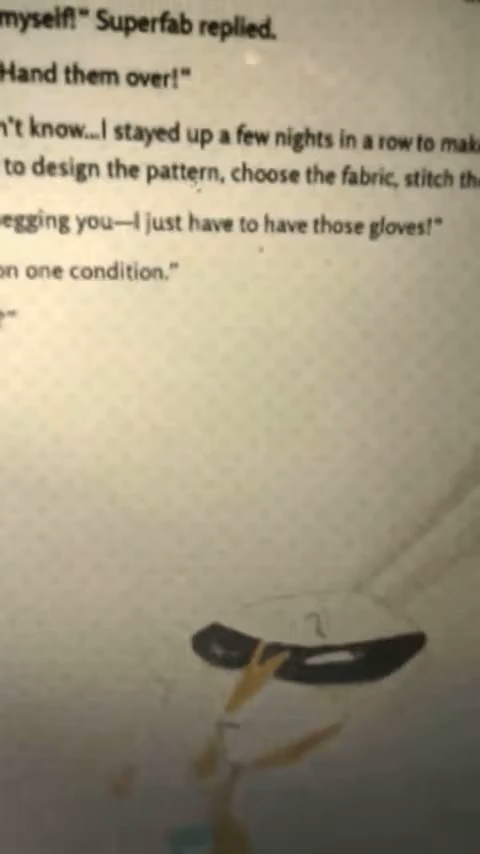 myself!" Superfab replied.
Hand them over!"
n't know...I stayed up a few nights in a row to mak
to design the pattern, choose the fabric, stitch th
egging you—I just have to have those gloves!"
on one condition."
?"